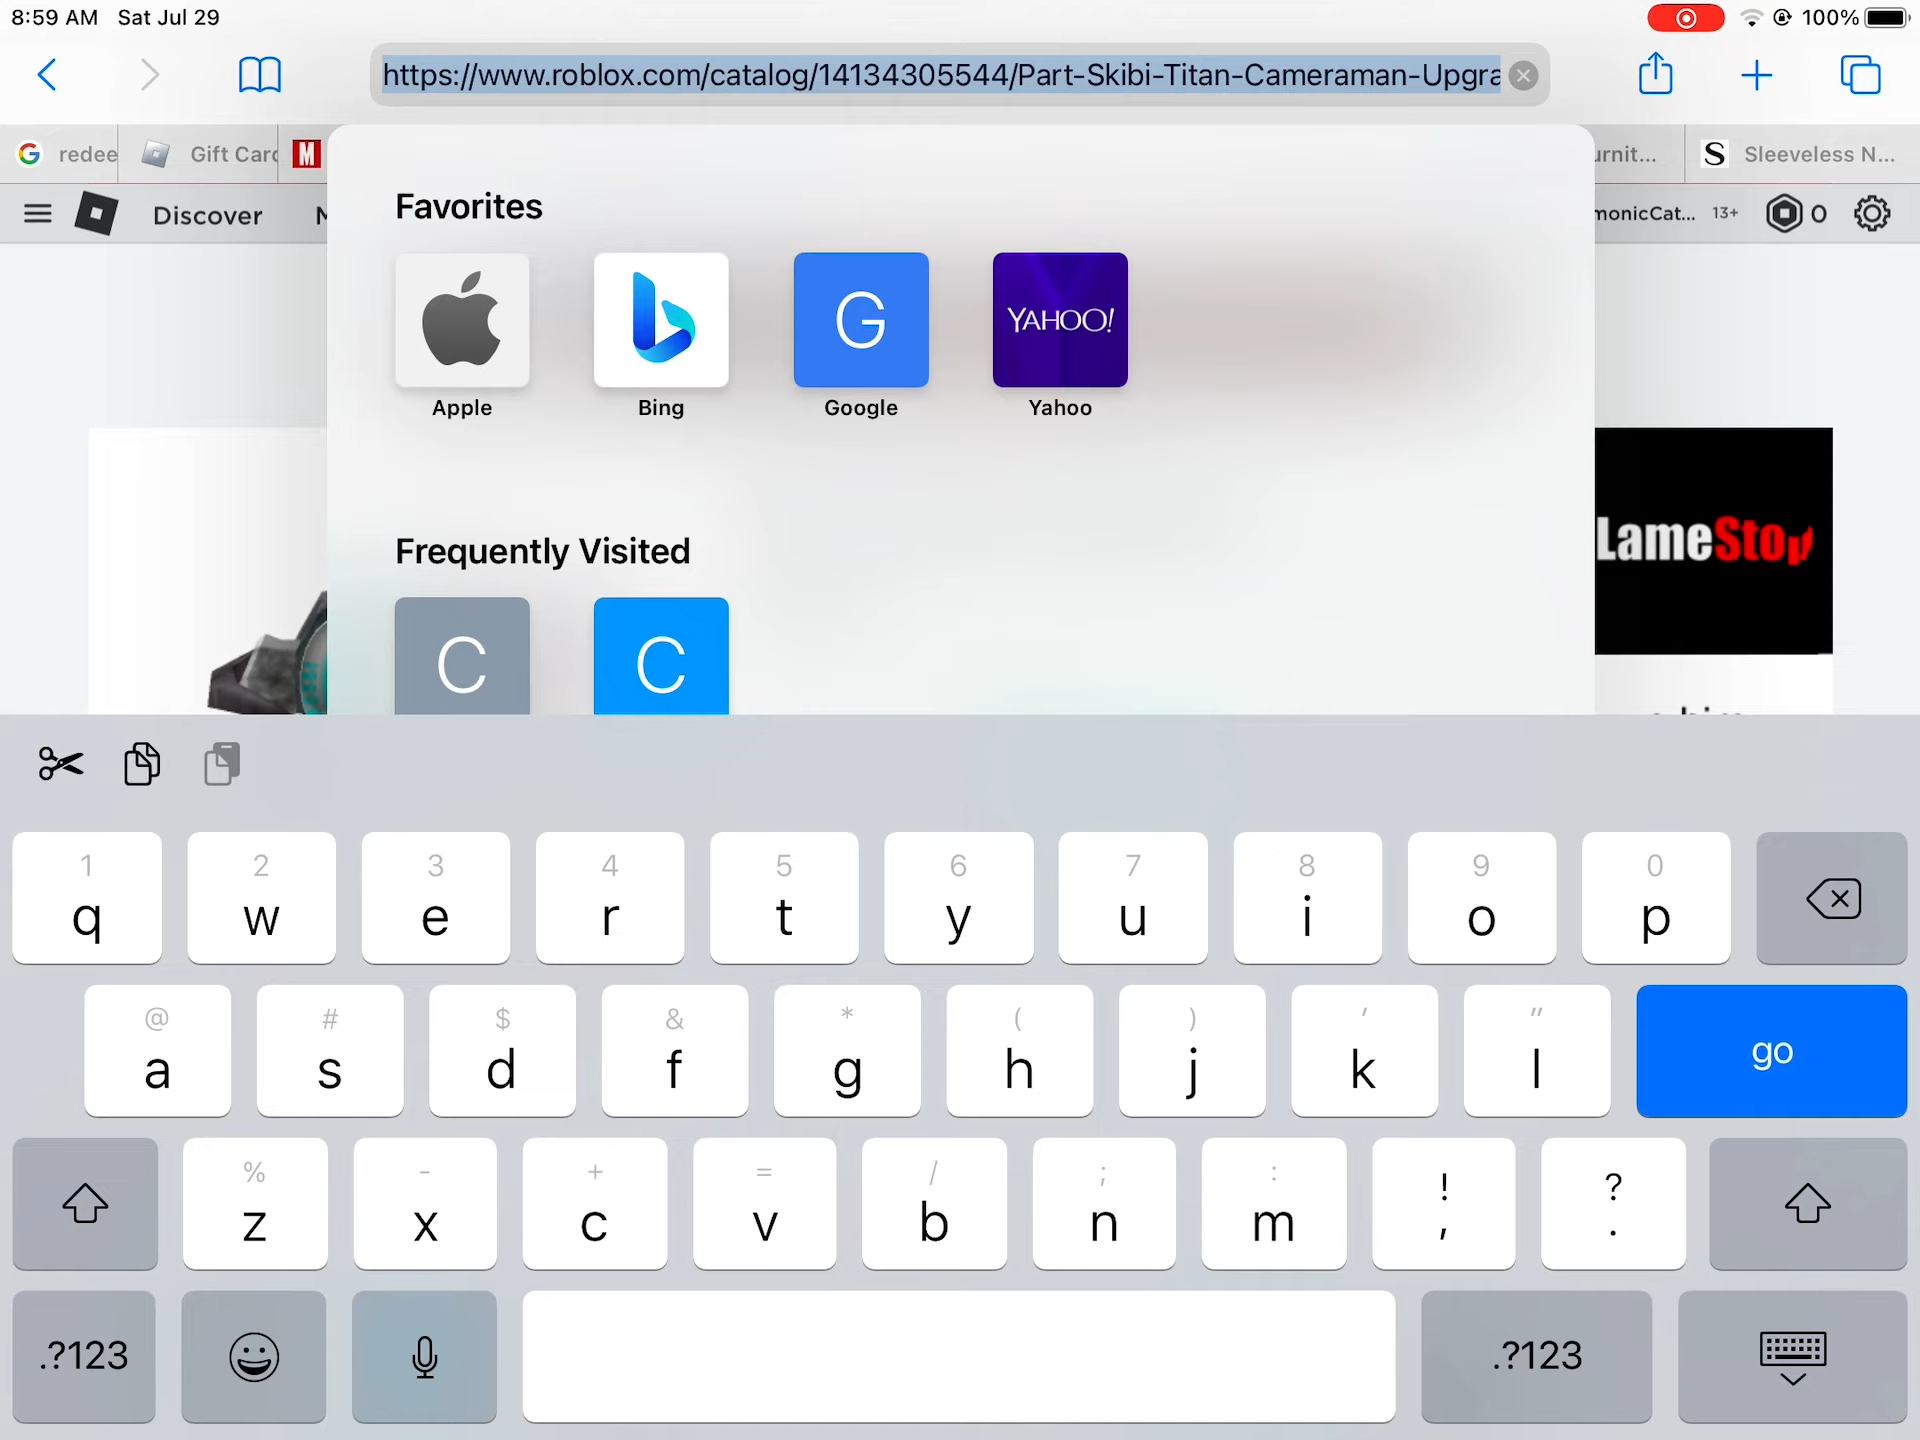 8:59 AM Sat Jul 29
100%
https://www.roblox.com/catalog/14134305544/Part-Skibi-Titan-Cameraman-Upgra
redee
Gift Card
M
urnit...
S
Sleeveless N...
Discover
monicCat... 13+
0
Favorites
G
YAHOO!
Apple
Bing
Google
Yahoo
LameStop
Frequently Visited
C
C
1 2 3 4 5 6 7 8 9 0
q w e r t y u i o p
@ # $ & * ( ) ' "
a s d f g h j k l
go
% - + = / ; : ! ?
z x c v b n m , .
.?123
.?123